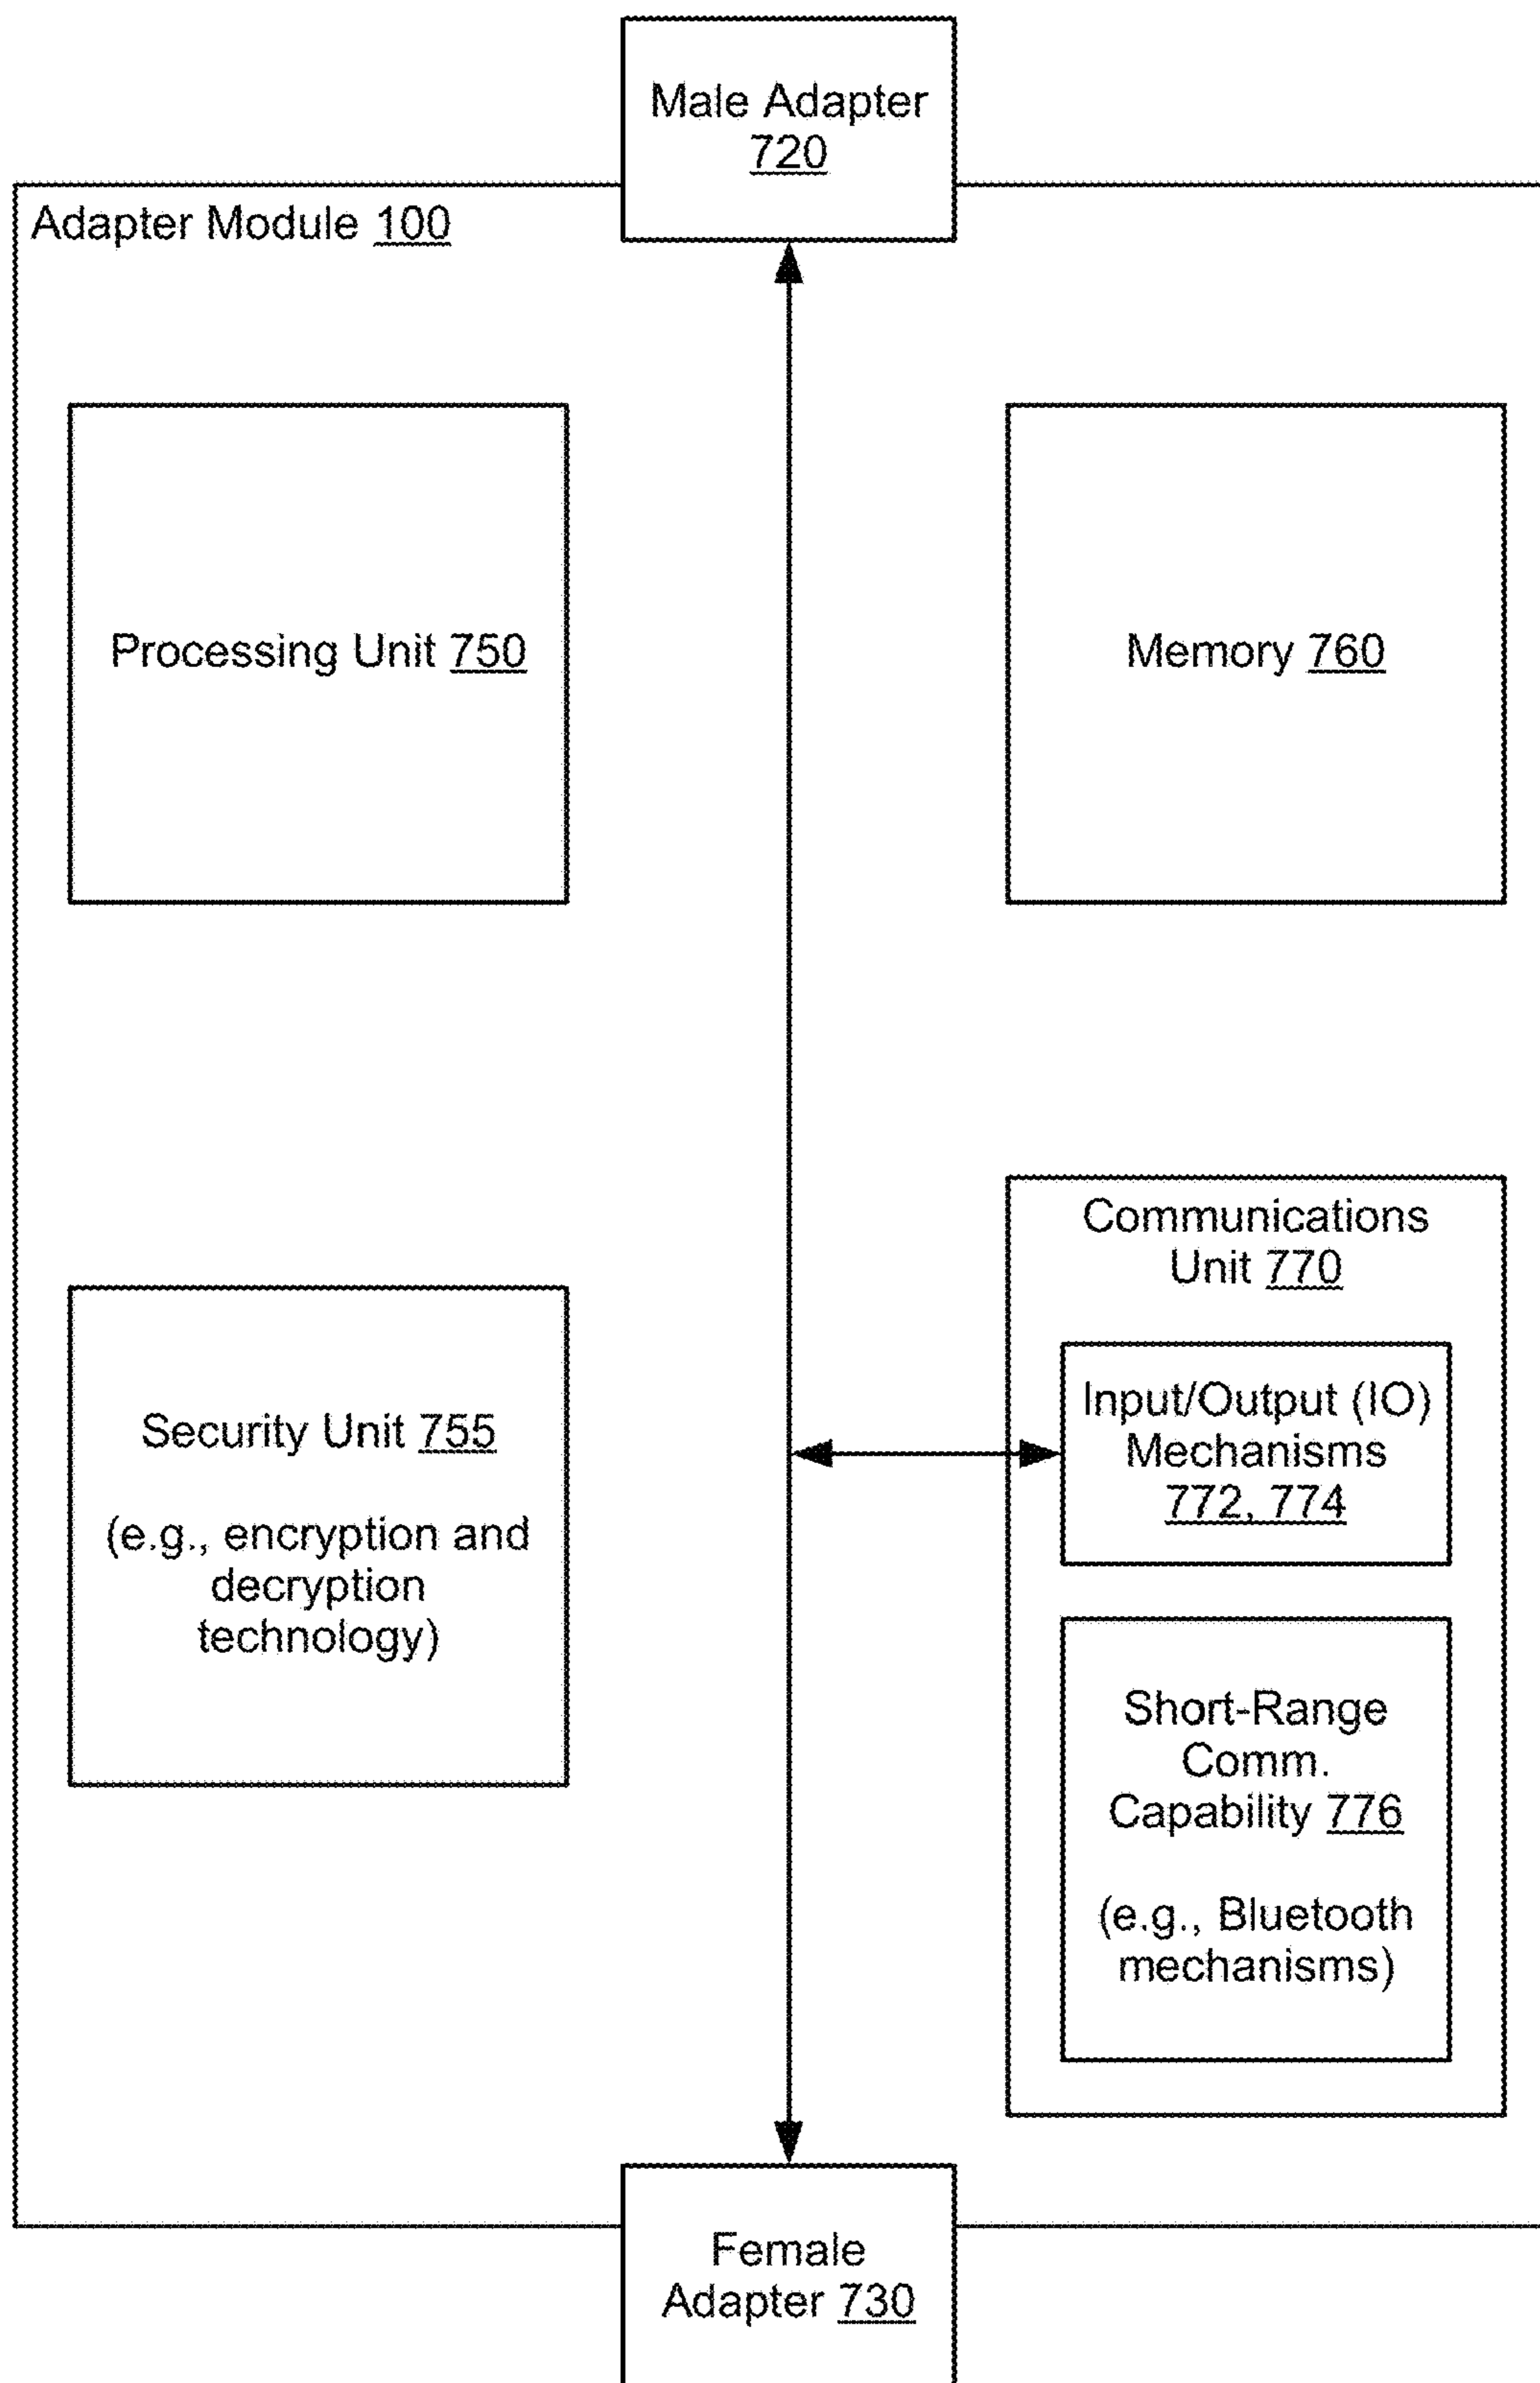 Male Adapter
720
Adapter Module 100
Processing Unit 750
Memory 760
Communications
Unit 770
Input/Output (IO)
Mechanisms
772, 774
Security Unit 755
(e.g., encryption and
decryption
technology)
Short-Range
Comm.
Capability 776
(e.g., Bluetooth
mechanisms)
Female
Adapter 730